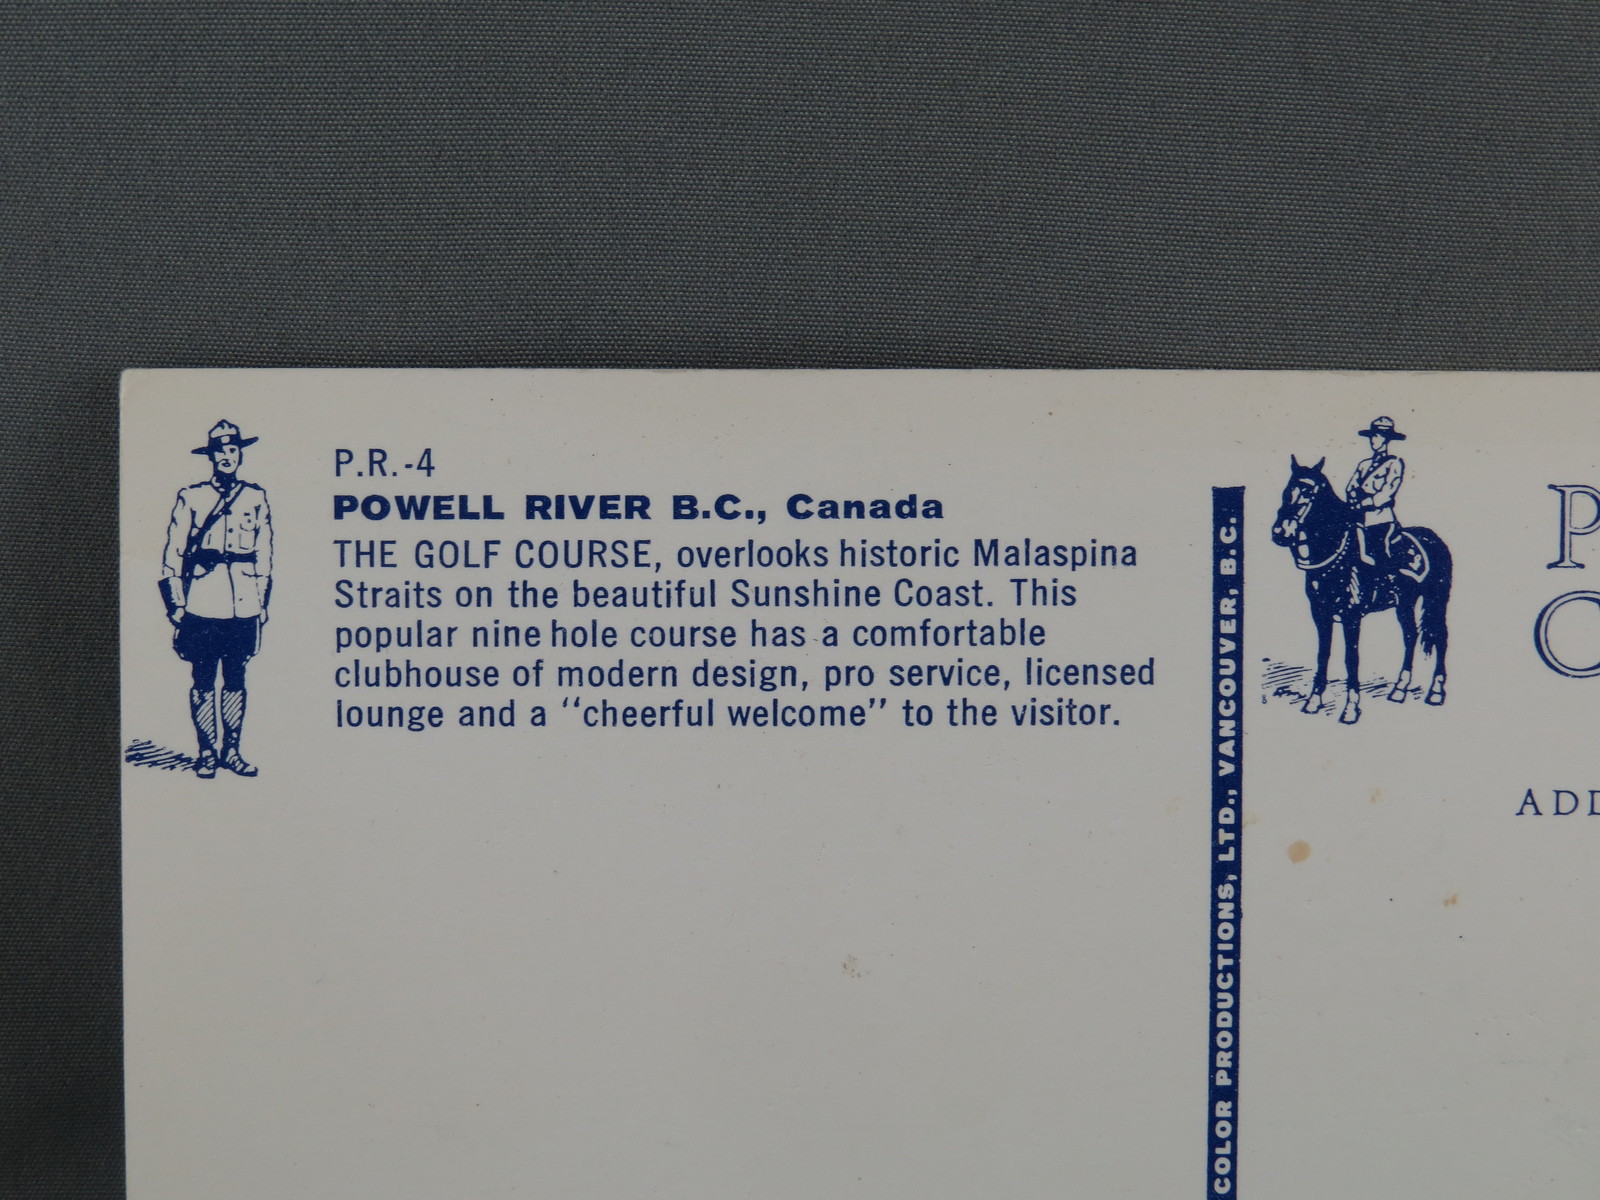 P.R.-4
POWELL RIVER B.C., Canada
THE GOLF COURSE, overlooks historic Malaspina
Straits on the beautiful Sunshine Coast. This
popular nine hole course has a comfortable
clubhouse of modern design, pro service, licensed
lounge and a “cheerful welcome” to the visitor.
COLOR PRODUCTIONS, LTD., VANCOUVER, B.C.